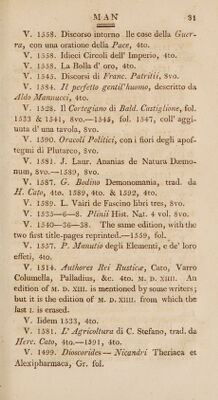 MAN 31
V. 1558. Discorso intorno lle cose della Guer-
ra, con una oratione della Pace, 4to.
V. 1558. Idieci Circoli dell' Imperio, 4to.
V. 1558. La Bolla d' oro, 4to.
V. 1545. Discorsi di Franc. Patritii, 8vo.
V. 1584. Il perfetto gentil'huomo, descritto da
Aldo Mannucci, 4to.
V. 1528. Il Cortegiano di Bald. Castiglione, fol.
1533 & 1541, 8vo.—1545, fol. 1547, coll' aggi-
unta d' una tavola, 8vo.
V. 1590. Oracoli Politici, con i fiori degli apof-
tegmi di Plutarco, 8vo.
V. 1581. J. Laur. Ananias de Natura Dæmo-
num, 8vo.—1589, 8vo.
V. 1587. G. Bodino Demonomania, trad. da
H. Cato, 4to. 1589, 4to. & 1592, 4to.
V. 1589. L. Vairi de Fascino libri tres, 8vo.
V. 1535—6—8. Plinii Hist. Nat. 4 vol. 8vo.
V. 1540—36—38. The same edition, with the
two first title-pages reprinted.—1559, fol.
V. 1557. P. Manutio degli Elementi, e de' loro
effeti, 4to.
V. 1514. Authores Rei Rusticæ, Cato, Varro
Columella, Palladius, &c. 4to. M. D. XIIII. An
edition of M. D. XIII. is mentioned by some writers;
but it is the edition of M. D. XIIII. from which the
last I. is erased.
V. Iidem 1533, 4to.
V. 1581. L' Agricoltura di C. Stefano, trad. da
Herc. Cato, 4to.—1591, 4to.
V. 1499. Dioscorides—Nicandri Theriaca et
Alexipharmaca, Gr. fol.